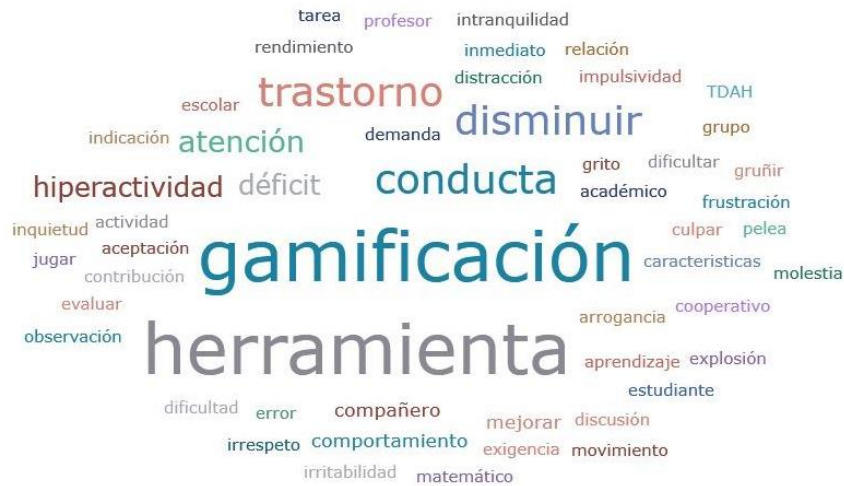 tarea profesor intranquilidad
rendimiento inmediato relación
trastorno distracción impulsividad
TDAH
escolar disminuir grupo
indicación atención demanda
grito dificultar gruñir
hiperactividad déficit conducta académico
frustración
inquietud actividad culpar pelea
jugar aceptación gamificación caracteristicas
contribución molestia
evaluar arrogancia cooperativo
observación herramienta
aprendizaje explosión
estudiante
dificultad error compañero mejorar discusión
irrespeto comportamiento exigencia movimiento
irritabilidad matemático